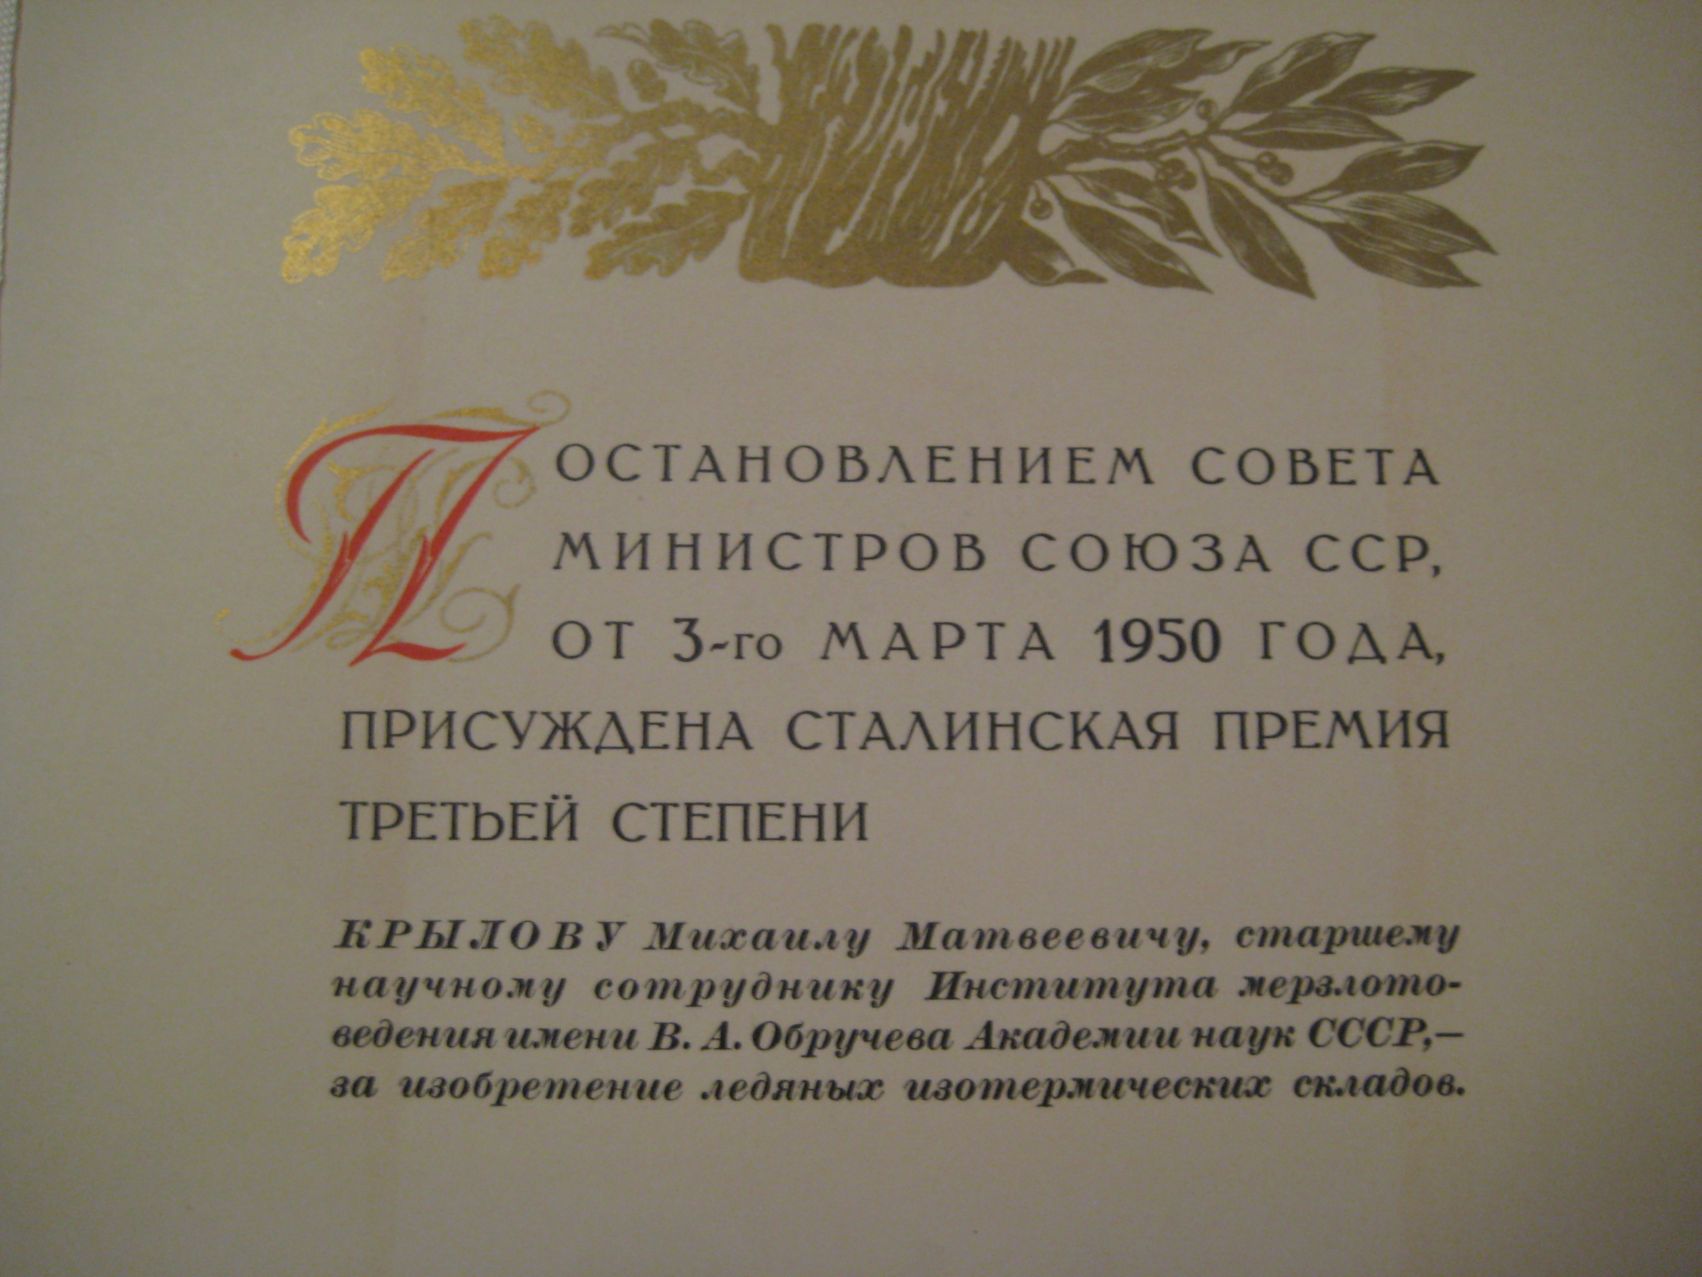 ПОСТАНОВЛЕНИЕМ СОВЕТА
МИНИСТРОВ СОЮЗА ССР,
ОТ 3-го МАРТА 1950 ГОДА,
ПРИСУЖДЕНА СТАЛИНСКАЯ ПРЕМИЯ
ТРЕТЬЕЙ СТЕПЕНИ
КРЫЛОВУ Михаилу Матвеевичу, старшему
научному сотруднику Института мерзлото-
ведения имени В. А. Обручева Академии наук СССР,—
за изобретение ледяных изотермических складов.